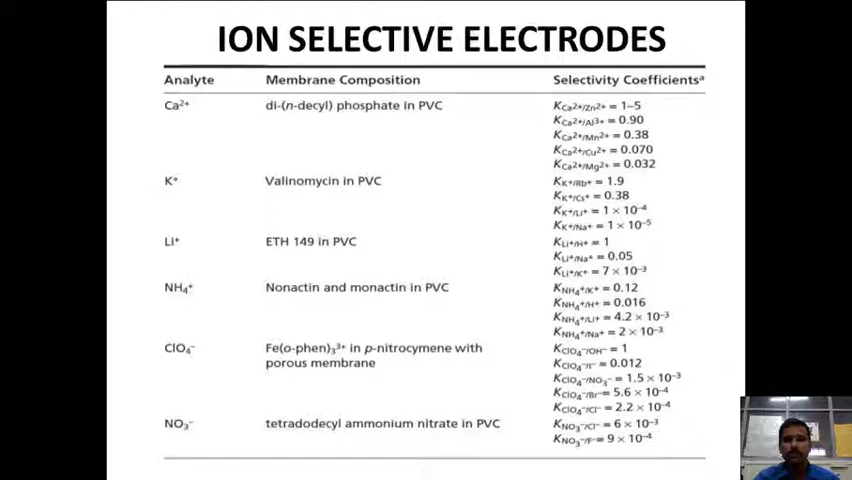 ION SELECTIVE ELECTRODES
Analyte Membrane Composition Selectivity Coefficientsᵃ
Ca²⁺ di-(n-decyl) phosphate in PVC K_Ca²⁺/Zn²⁺ = 1–5
K_Ca²⁺/Al³⁺ = 0.90
K_Ca²⁺/Mn²⁺ = 0.38
K_Ca²⁺/Cu²⁺ = 0.070
K_Ca²⁺/Mg²⁺ = 0.032
K⁺ Valinomycin in PVC K_K⁺/Rb⁺ = 1.9
K_K⁺/Cs⁺ = 0.38
K_K⁺/Li⁺ = 1 × 10⁻⁴
K_K⁺/Na⁺ = 1 × 10⁻⁵
Li⁺ ETH 149 in PVC K_Li⁺/H⁺ = 1
K_Li⁺/Na⁺ = 0.05
K_Li⁺/K⁺ = 7 × 10⁻³
NH₄⁺ Nonactin and monactin in PVC K_NH₄⁺/K⁺ = 0.12
K_NH₄⁺/H⁺ = 0.016
K_NH₄⁺/Li⁺ = 4.2 × 10⁻³
K_NH₄⁺/Na⁺ = 2 × 10⁻³
ClO₄⁻ Fe(o-phen)₃³⁺ in p-nitrocymene with K_ClO₄⁻/OH⁻ = 1
porous membrane K_ClO₄⁻/I⁻ = 0.012
K_ClO₄⁻/NO₃⁻ = 1.5 × 10⁻³
K_ClO₄⁻/Br⁻ = 5.6 × 10⁻⁴
K_ClO₄⁻/Cl⁻ = 2.2 × 10⁻⁴
NO₃⁻ tetradodecyl ammonium nitrate in PVC K_NO₃⁻/Cl⁻ = 6 × 10⁻³
K_NO₃⁻/F⁻ = 9 × 10⁻⁴